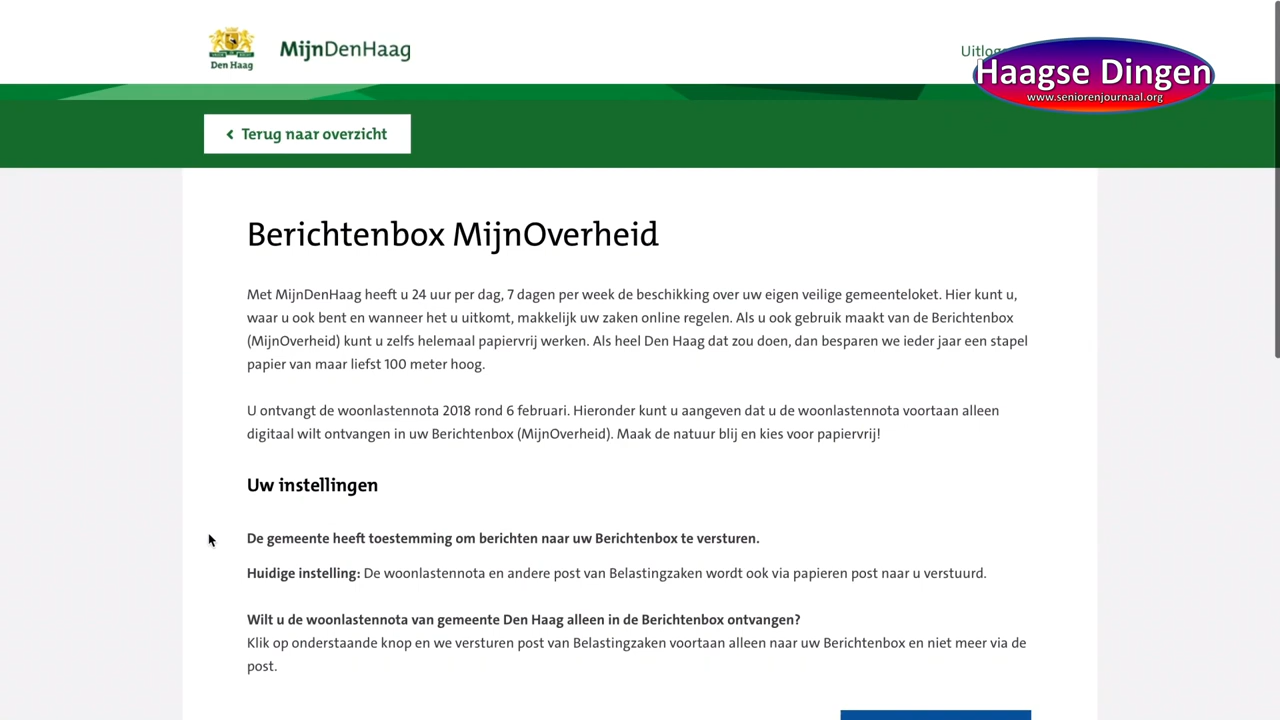 Den Haag
MijnDenHaag
Haagse Dingen
www.seniorenjournaal.org
Terug naar overzicht
Berichtenbox MijnOverheid
Met MijnDenHaag heeft u 24 uur per dag, 7 dagen per week de beschikking over uw eigen veilige gemeenteloket. Hier kunt u,
waar u ook bent en wanneer het u uitkomt, makkelijk uw zaken online regelen. Als u ook gebruik maakt van de Berichtenbox
(MijnOverheid) kunt u zelfs helemaal papiervrij werken. Als heel Den Haag dat zou doen, dan besparen we ieder jaar een stapel
papier van maar liefst 100 meter hoog.
U ontvangt de woonlastennota 2018 rond 6 februari. Hieronder kunt u aangeven dat u de woonlastennota voortaan alleen
digitaal wilt ontvangen in uw Berichtenbox (MijnOverheid). Maak de natuur blij en kies voor papiervrij!
Uw instellingen
De gemeente heeft toestemming om berichten naar uw Berichtenbox te versturen.
Huidige instelling: De woonlastennota en andere post van Belastingzaken wordt ook via papieren post naar u verstuurd.
Wilt u de woonlastennota van gemeente Den Haag alleen in de Berichtenbox ontvangen?
Klik op onderstaande knop en we versturen post van Belastingzaken voortaan alleen naar uw Berichtenbox en niet meer via de
post.